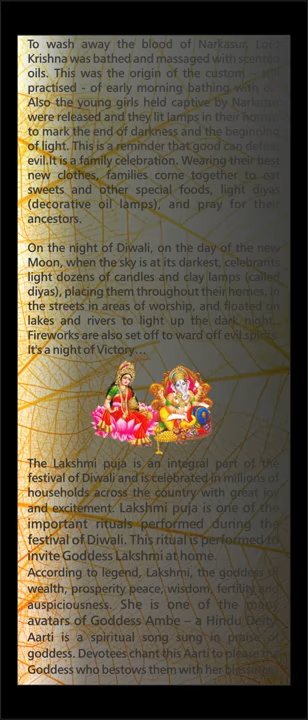 To wash away the blood of Narkasur, Lord
Krishna was bathed and massaged with scented
oils. This was the origin of the custom – still
practised - of early morning bathing with oil.
Also the young girls held captive by Narkasur
were released and they lit lamps in their homes
to mark the end of darkness and the beginning
of light. This is a reminder that good can defeat
evil.It is a family celebration. Wearing their best
new clothes, families come together to eat
sweets and other special foods, light diyas
(decorative oil lamps), and pray for their
ancestors.
On the night of Diwali, on the day of the new
Moon, when the sky is at its darkest, celebrants
light dozens of candles and clay lamps (called
diyas), placing them throughout their homes. In
the streets in areas of worship, and floated on
lakes and rivers to light up the dark night.
Fireworks are also set off to ward off evil spirits.
It's a night of Victory...
The Lakshmi puja is an integral part of the
festival of Diwali and is celebrated in millions of
households across the country with great joy
and excitement. Lakshmi puja is one of the
important rituals performed during the
festival of Diwali. This ritual is performed to
invite Goddess Lakshmi at home.
According to legend, Lakshmi, the goddess of
wealth, prosperity peace, wisdom, fertility and
auspiciousness. She is one of the many
avatars of Goddess Ambe – a Hindu Deity.
Aarti is a spiritual song sung in praise of
goddess. Devotees chant this Aarti to please the
Goddess who bestows them with her blessings.